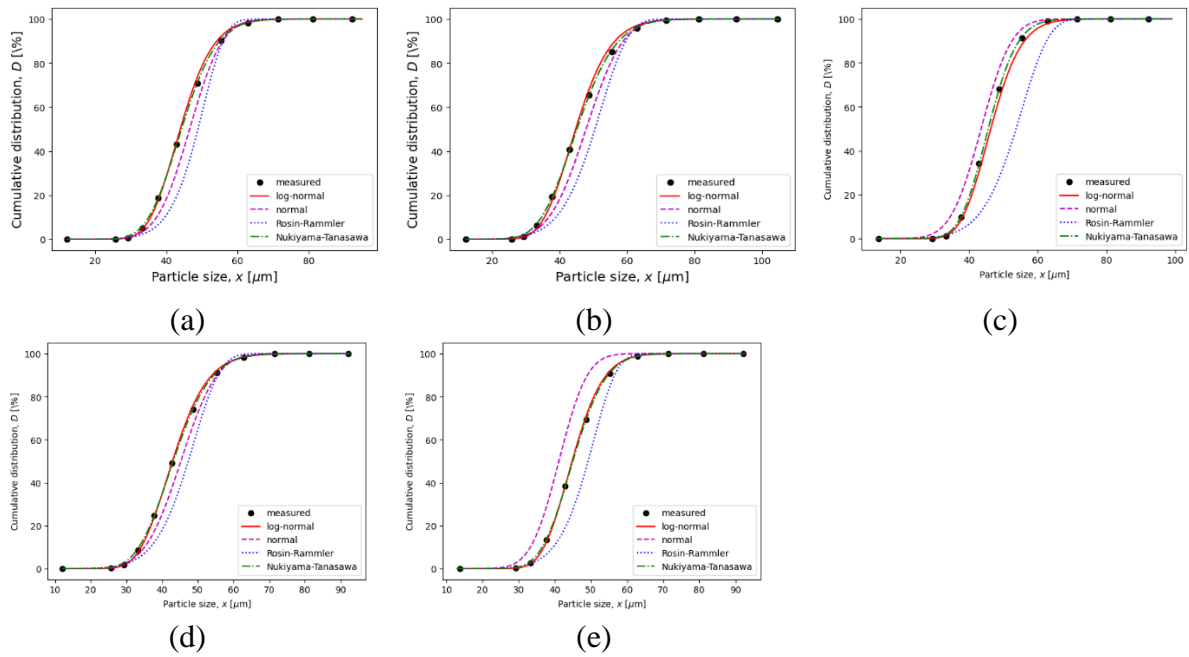 100
80
60
40
20
0
Cumulative distribution, D [\%]
measured
log-normal
normal
Rosin-Rammler
Nukiyama-Tanasawa
20 40 60 80
Particle size, x [μm]
(a)
100
80
60
40
20
0
Cumulative distribution, D [\%]
measured
log-normal
normal
Rosin-Rammler
Nukiyama-Tanasawa
20 40 60 80 100
Particle size, x [μm]
(b)
100
80
60
40
20
0
Cumulative distribution, D [\%]
measured
log-normal
normal
Rosin-Rammler
Nukiyama-Tanasawa
20 40 60 80 100
Particle size, x [μm]
(c)
100
80
60
40
20
0
Cumulative distribution, D [\%]
measured
log-normal
normal
Rosin-Rammler
Nukiyama-Tanasawa
10 20 30 40 50 60 70 80 90
Particle size, x [μm]
(d)
100
80
60
40
20
0
Cumulative distribution, D [\%]
measured
log-normal
normal
Rosin-Rammler
Nukiyama-Tanasawa
10 20 30 40 50 60 70 80 90
Particle size, x [μm]
(e)